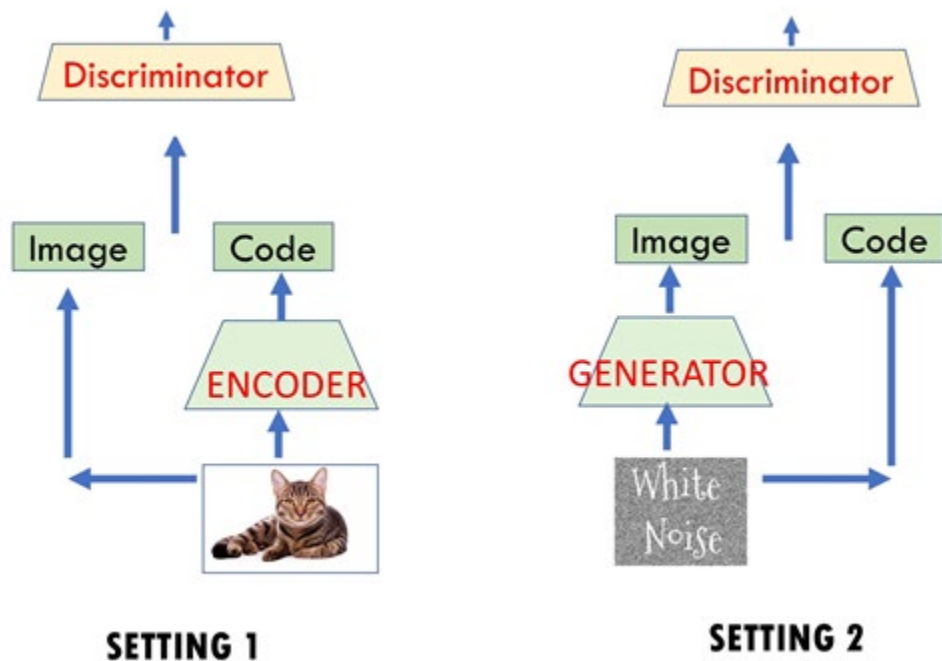 Discriminator
Discriminator
Image
Code
Image
Code
ENCODER
GENERATOR
White
Noise
SETTING 1
SETTING 2